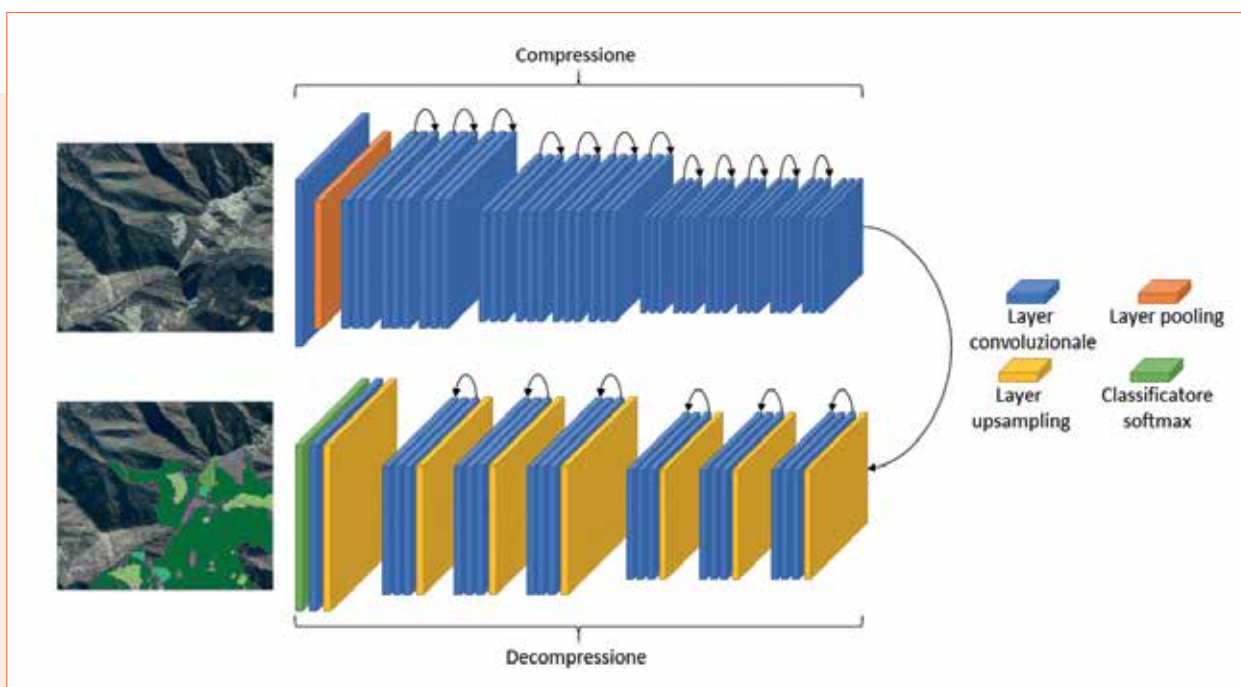 Compressione
Layer
convoluzionale
Layer pooling
Layer
upsampling
Classificatore
softmax
Decompressione